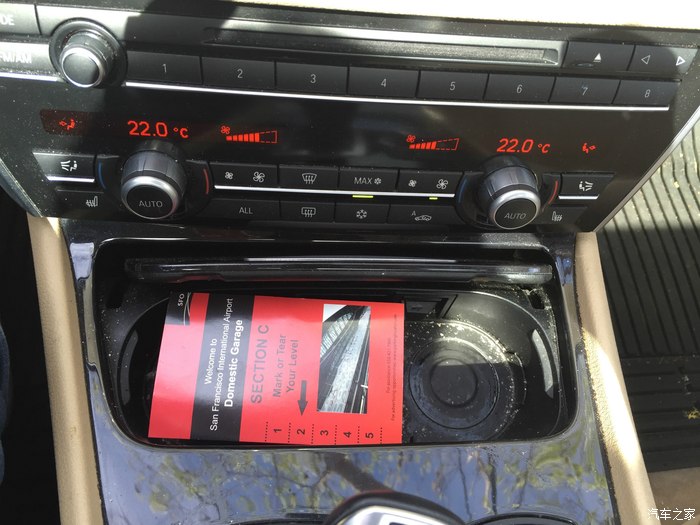 1 2 3 4 5 6 7 8
22.0 °C
22.0 °C
MAX
A
AUTO
ALL
AUTO
SFO
Welcome to
San Francisco International Airport
Domestic Garage
SECTION C
Mark or Tear
Your Level
1
2
3
4
5
汽车之家